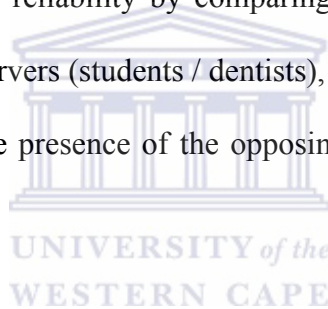 reliability by comparing
rvers (students / dentists),
presence of the opposin
UNIVERSITY of the
WESTERN CAPE